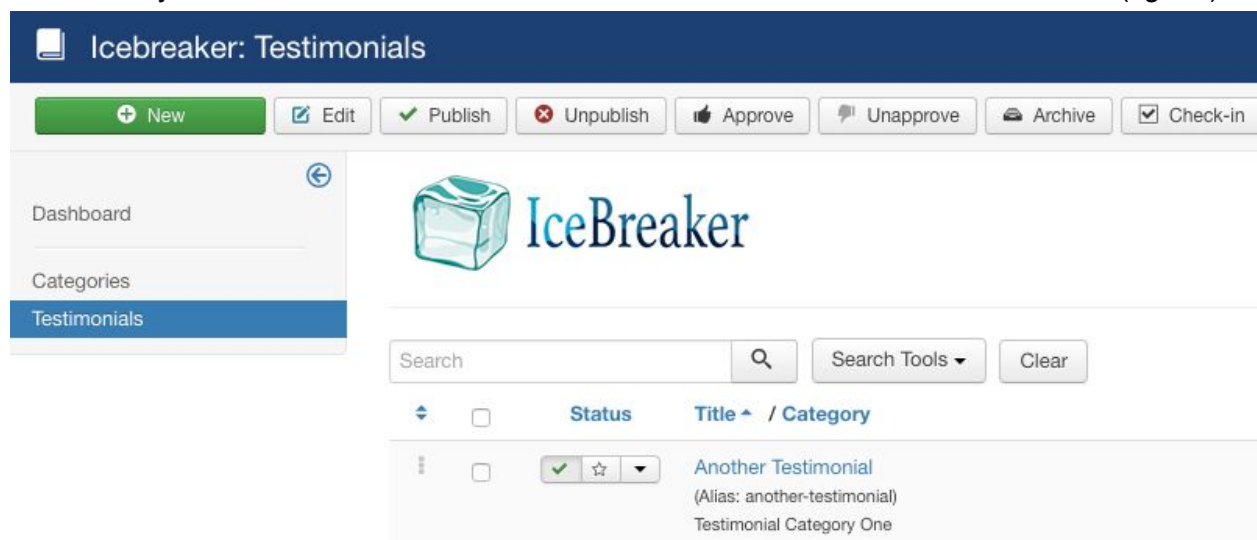 Icebreaker: Testimonials
New Edit Publish Unpublish Approve Unapprove Archive Check-in
Dashboard
IceBreaker
Categories
Testimonials
Search Search Tools Clear
Status Title / Category
Another Testimonial
(Alias: another-testimonial)
Testimonial Category One